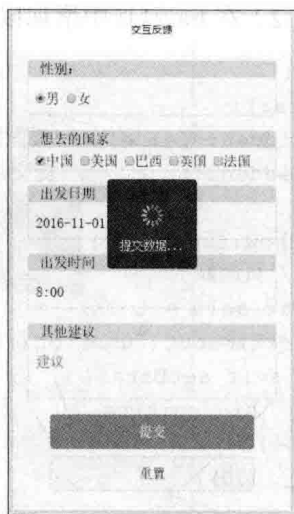 交互反馈
性别：
男 女
想去的国家
中国 美国 巴西 英国 法国
出发日期
2016-11-01
提交数据...
出发时间
8:00
其他建议
建议
提交
重置